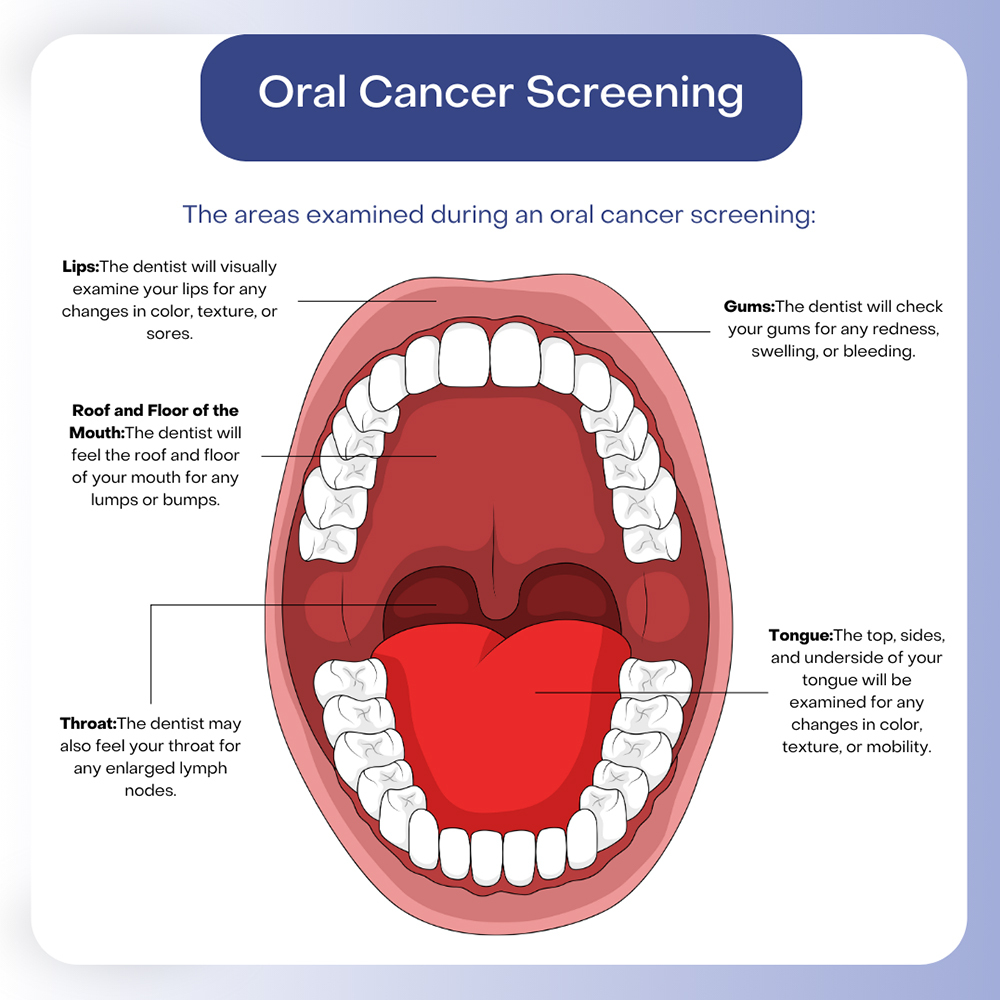 Oral Cancer Screening
The areas examined during an oral cancer screening:
Lips:The dentist will visually
examine your lips for any
changes in color, texture, or
sores.
Gums:The dentist will check
your gums for any redness,
swelling, or bleeding.
Roof and Floor of the
Mouth:The dentist will
feel the roof and floor
of your mouth for any
lumps or bumps.
Tongue:The top, sides,
and underside of your
tongue will be
examined for any
changes in color,
texture, or mobility.
Throat:The dentist may
also feel your throat for
any enlarged lymph
nodes.